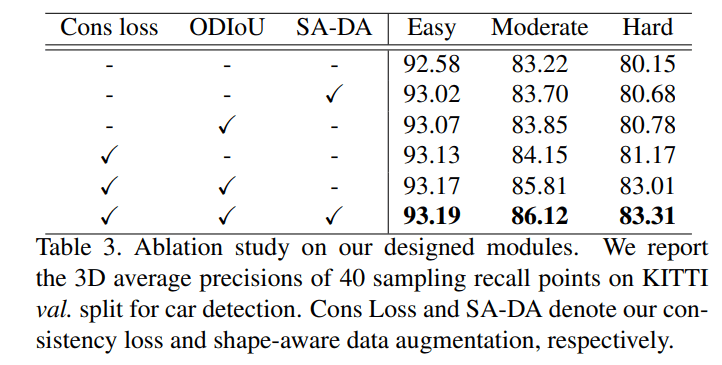 Cons loss ODIoU SA-DA Easy Moderate Hard
- - - 92.58 83.22 80.15
- - ✓ 93.02 83.70 80.68
- ✓ - 93.07 83.85 80.78
✓ - - 93.13 84.15 81.17
✓ ✓ - 93.17 85.81 83.01
✓ ✓ ✓ 93.19 86.12 83.31
Table 3. Ablation study on our designed modules. We report
the 3D average precisions of 40 sampling recall points on KITTI
val. split for car detection. Cons Loss and SA-DA denote our con-
sistency loss and shape-aware data augmentation, respectively.